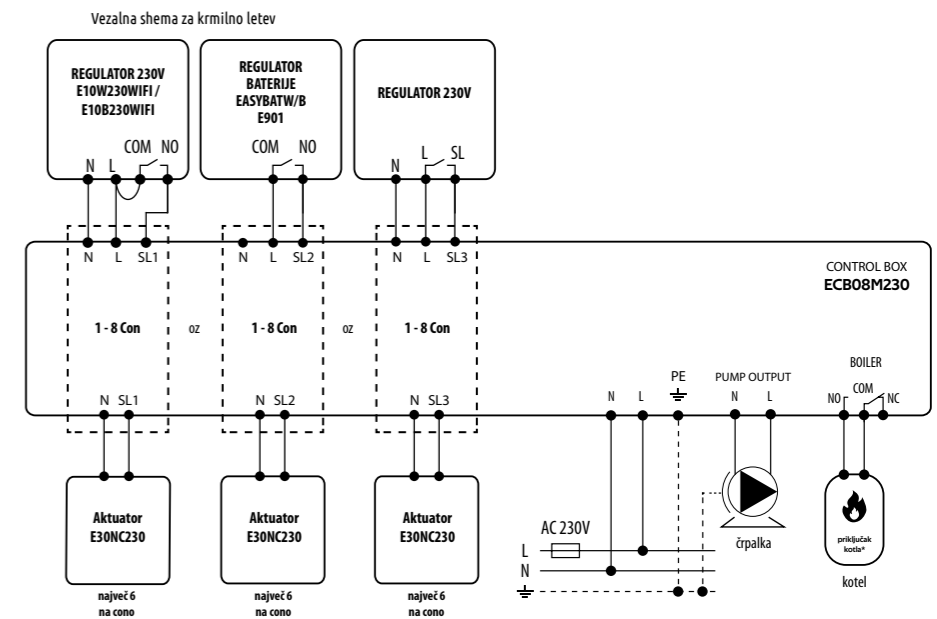 Vezalna shema za krmilno letev
REGULATOR 230V
E10W230WIFI /
E10B230WIFI
N L COM NO
REGULATOR
BATERIJE
EASYBATW/B
E901
COM NO
REGULATOR 230V
N L SL
N L SL1
N L SL2
N L SL3
CONTROL BOX
ECB08M230
1 - 8 Con
oz
1 - 8 Con
oz
1 - 8 Con
N SL1
N SL2
N SL3
N L
PE
PUMP OUTPUT
N L
BOILER
NO COM NC
Aktuator
E30NC230
največ 6
na cono
Aktuator
E30NC230
največ 6
na cono
Aktuator
E30NC230
največ 6
na cono
AC 230V
L
N
črpalka
priključak
kotla*
kotel